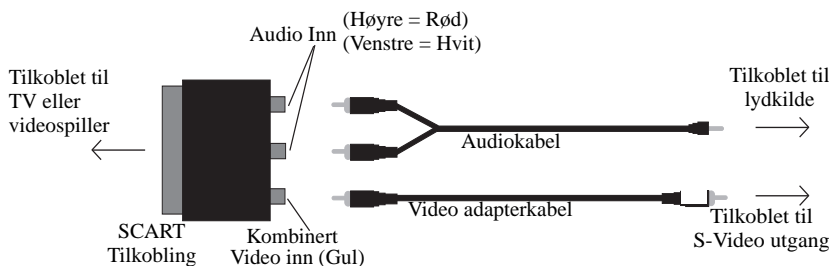 Audio Inn
(Høyre = Rød)
(Venstre = Hvit)
Tilkoblet til
TV eller
videospiller
Tilkoblet til
lydkilde
Audiokabel
Video adapterkabel
SCART
Tilkobling
Kombinert
Video inn (Gul)
Tilkoblet til
S-Video utgang